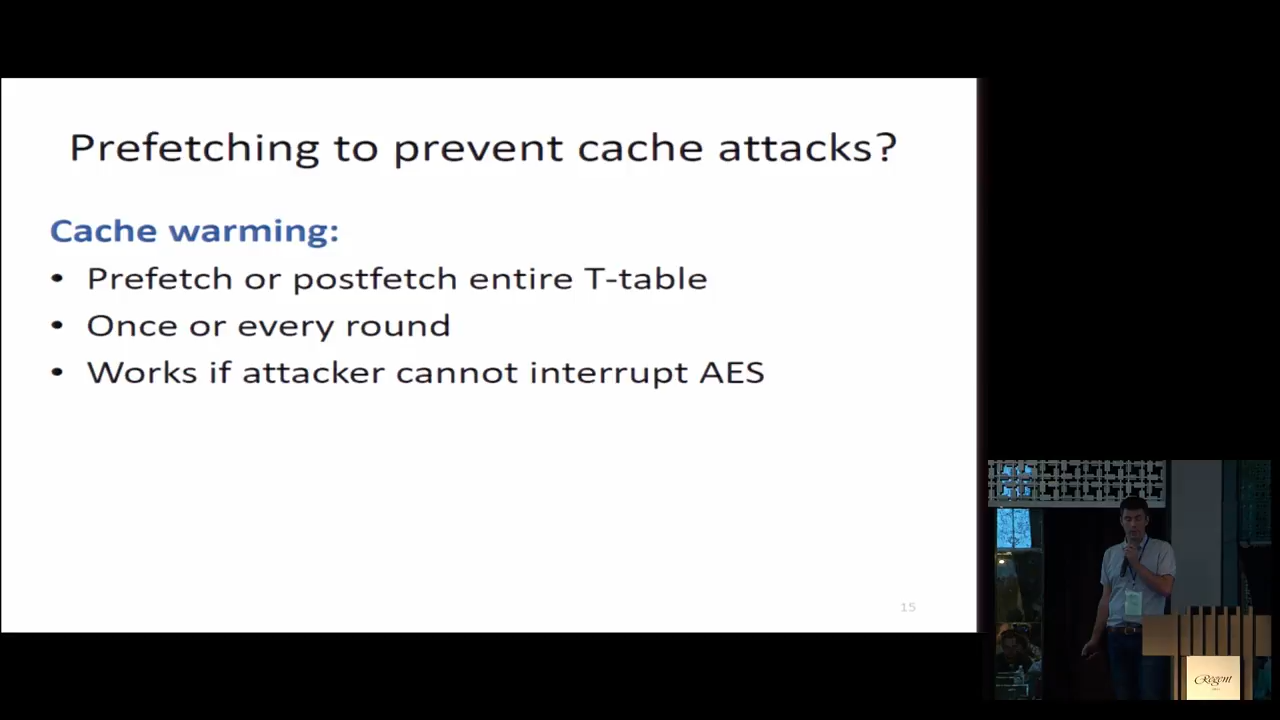 Prefetching to prevent cache attacks?
Cache warming:
• Prefetch or postfetch entire T-table
• Once or every round
• Works if attacker cannot interrupt AES
15
Regent